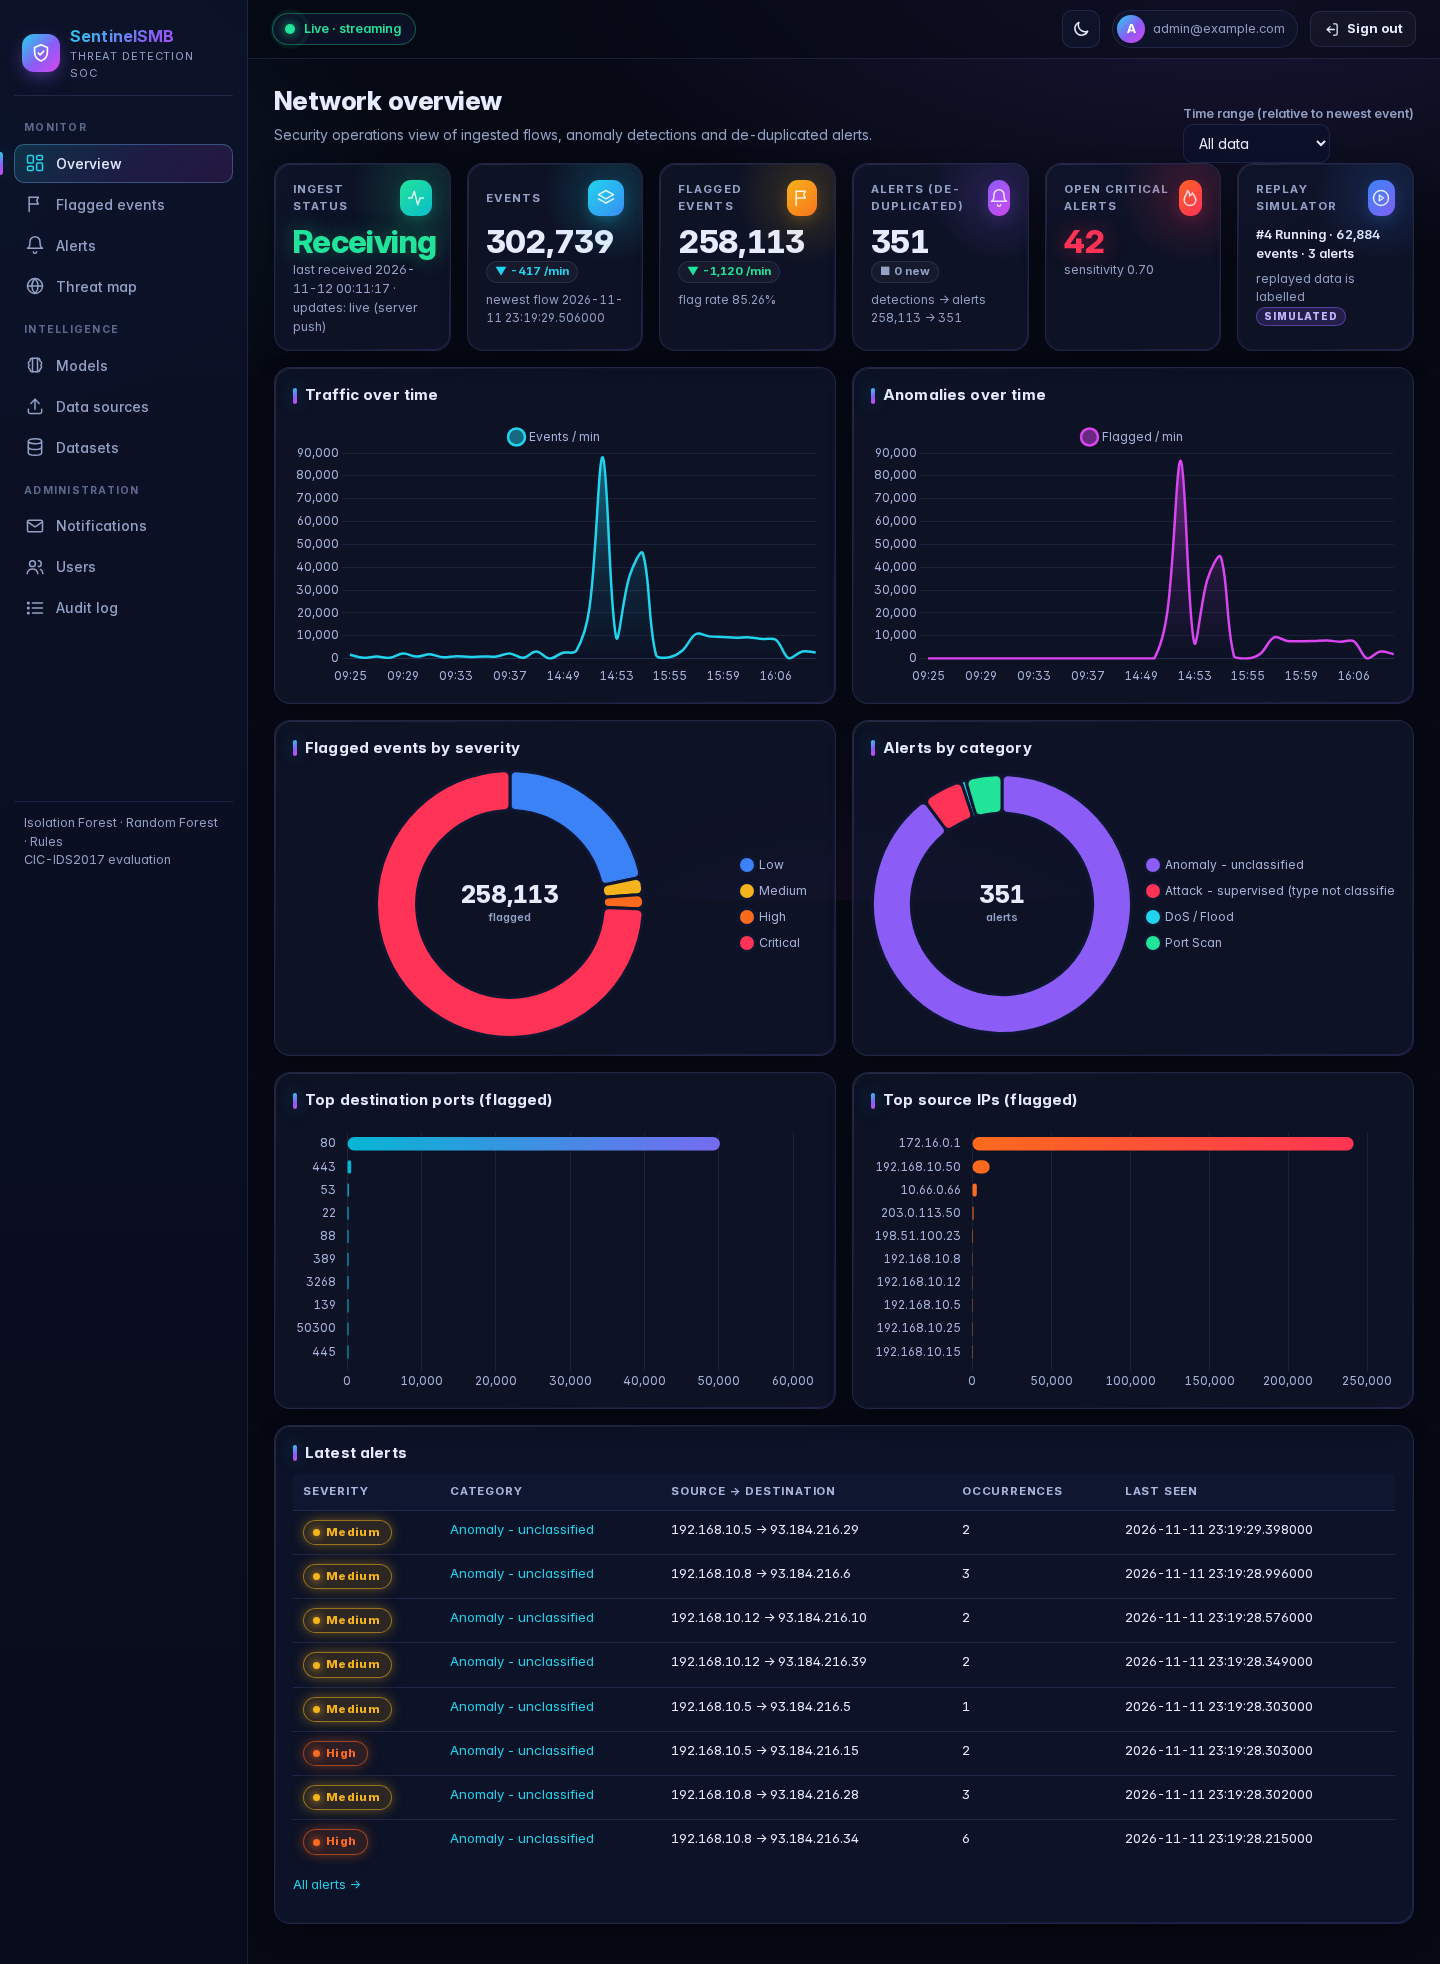 SentinelSMB
THREAT DETECTION
SOC
MONITOR
Overview
Flagged events
Alerts
Threat map
INTELLIGENCE
Models
Data sources
Datasets
ADMINISTRATION
Notifications
Users
Audit log
Isolation Forest · Random Forest
· Rules
CIC-IDS2017 evaluation
Live · streaming
A admin@example.com
Sign out
Network overview
Security operations view of ingested flows, anomaly detections and de-duplicated alerts.
Time range (relative to newest event)
All data
INGEST
STATUS
Receiving
last received 2026-
11-12 00:11:17 ·
updates: live (server
push)
EVENTS
302,739
▼ -417 /min
newest flow 2026-11-
11 23:19:29.506000
FLAGGED
EVENTS
258,113
▼ -1,120 /min
flag rate 85.26%
ALERTS (DE-
DUPLICATED)
351
■ 0 new
detections → alerts
258,113 → 351
OPEN CRITICAL
ALERTS
42
sensitivity 0.70
REPLAY
SIMULATOR
#4 Running · 62,884
events · 3 alerts
replayed data is
labelled
SIMULATED
Traffic over time
Events / min
90,000
80,000
70,000
60,000
50,000
40,000
30,000
20,000
10,000
0
09:25 09:29 09:33 09:37 14:49 14:53 15:55 15:59 16:06
Anomalies over time
Flagged / min
90,000
80,000
70,000
60,000
50,000
40,000
30,000
20,000
10,000
0
09:25 09:29 09:33 09:37 14:49 14:53 15:55 15:59 16:06
Flagged events by severity
258,113
flagged
Low
Medium
High
Critical
Alerts by category
351
alerts
Anomaly - unclassified
Attack - supervised (type not classifie
DoS / Flood
Port Scan
Top destination ports (flagged)
80
443
53
22
88
389
3268
139
50300
445
0 10,000 20,000 30,000 40,000 50,000 60,000
Top source IPs (flagged)
172.16.0.1
192.168.10.50
10.66.0.66
203.0.113.50
198.51.100.23
192.168.10.8
192.168.10.12
192.168.10.5
192.168.10.25
192.168.10.15
0 50,000 100,000 150,000 200,000 250,000
Latest alerts
SEVERITY CATEGORY SOURCE → DESTINATION OCCURRENCES LAST SEEN
Medium Anomaly - unclassified 192.168.10.5 → 93.184.216.29 2 2026-11-11 23:19:29.398000
Medium Anomaly - unclassified 192.168.10.8 → 93.184.216.6 3 2026-11-11 23:19:28.996000
Medium Anomaly - unclassified 192.168.10.12 → 93.184.216.10 2 2026-11-11 23:19:28.576000
Medium Anomaly - unclassified 192.168.10.12 → 93.184.216.39 2 2026-11-11 23:19:28.349000
Medium Anomaly - unclassified 192.168.10.5 → 93.184.216.5 1 2026-11-11 23:19:28.303000
High Anomaly - unclassified 192.168.10.5 → 93.184.216.15 2 2026-11-11 23:19:28.303000
Medium Anomaly - unclassified 192.168.10.8 → 93.184.216.28 3 2026-11-11 23:19:28.302000
High Anomaly - unclassified 192.168.10.8 → 93.184.216.34 6 2026-11-11 23:19:28.215000
All alerts →